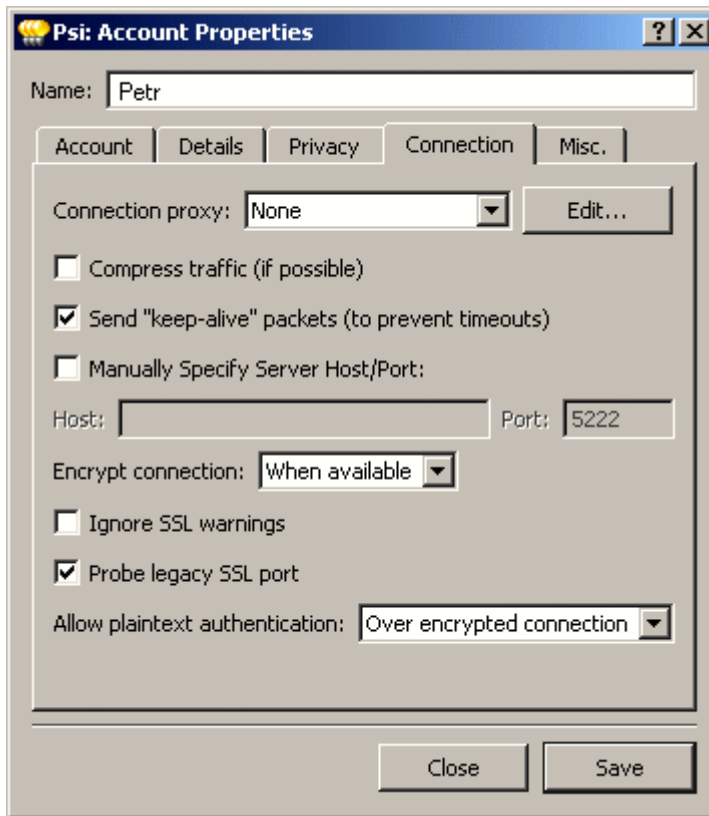 Psi: Account Properties
Name: Petr
Account Details Privacy Connection Misc.
Connection proxy: None Edit...
Compress traffic (if possible)
Send "keep-alive" packets (to prevent timeouts)
Manually Specify Server Host/Port:
Host: Port: 5222
Encrypt connection: When available
Ignore SSL warnings
Probe legacy SSL port
Allow plaintext authentication: Over encrypted connection
Close Save